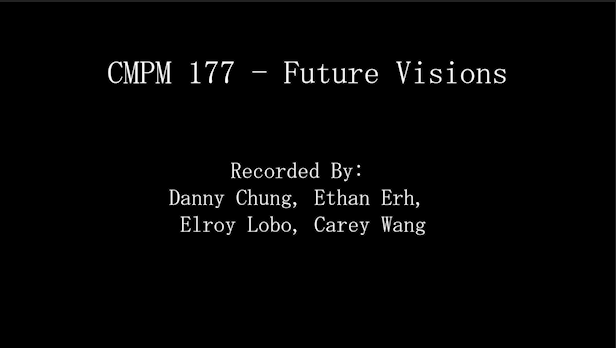 CMPM 177 - Future Visions
Recorded By:
Danny Chung, Ethan Erh,
Elroy Lobo, Carey Wang